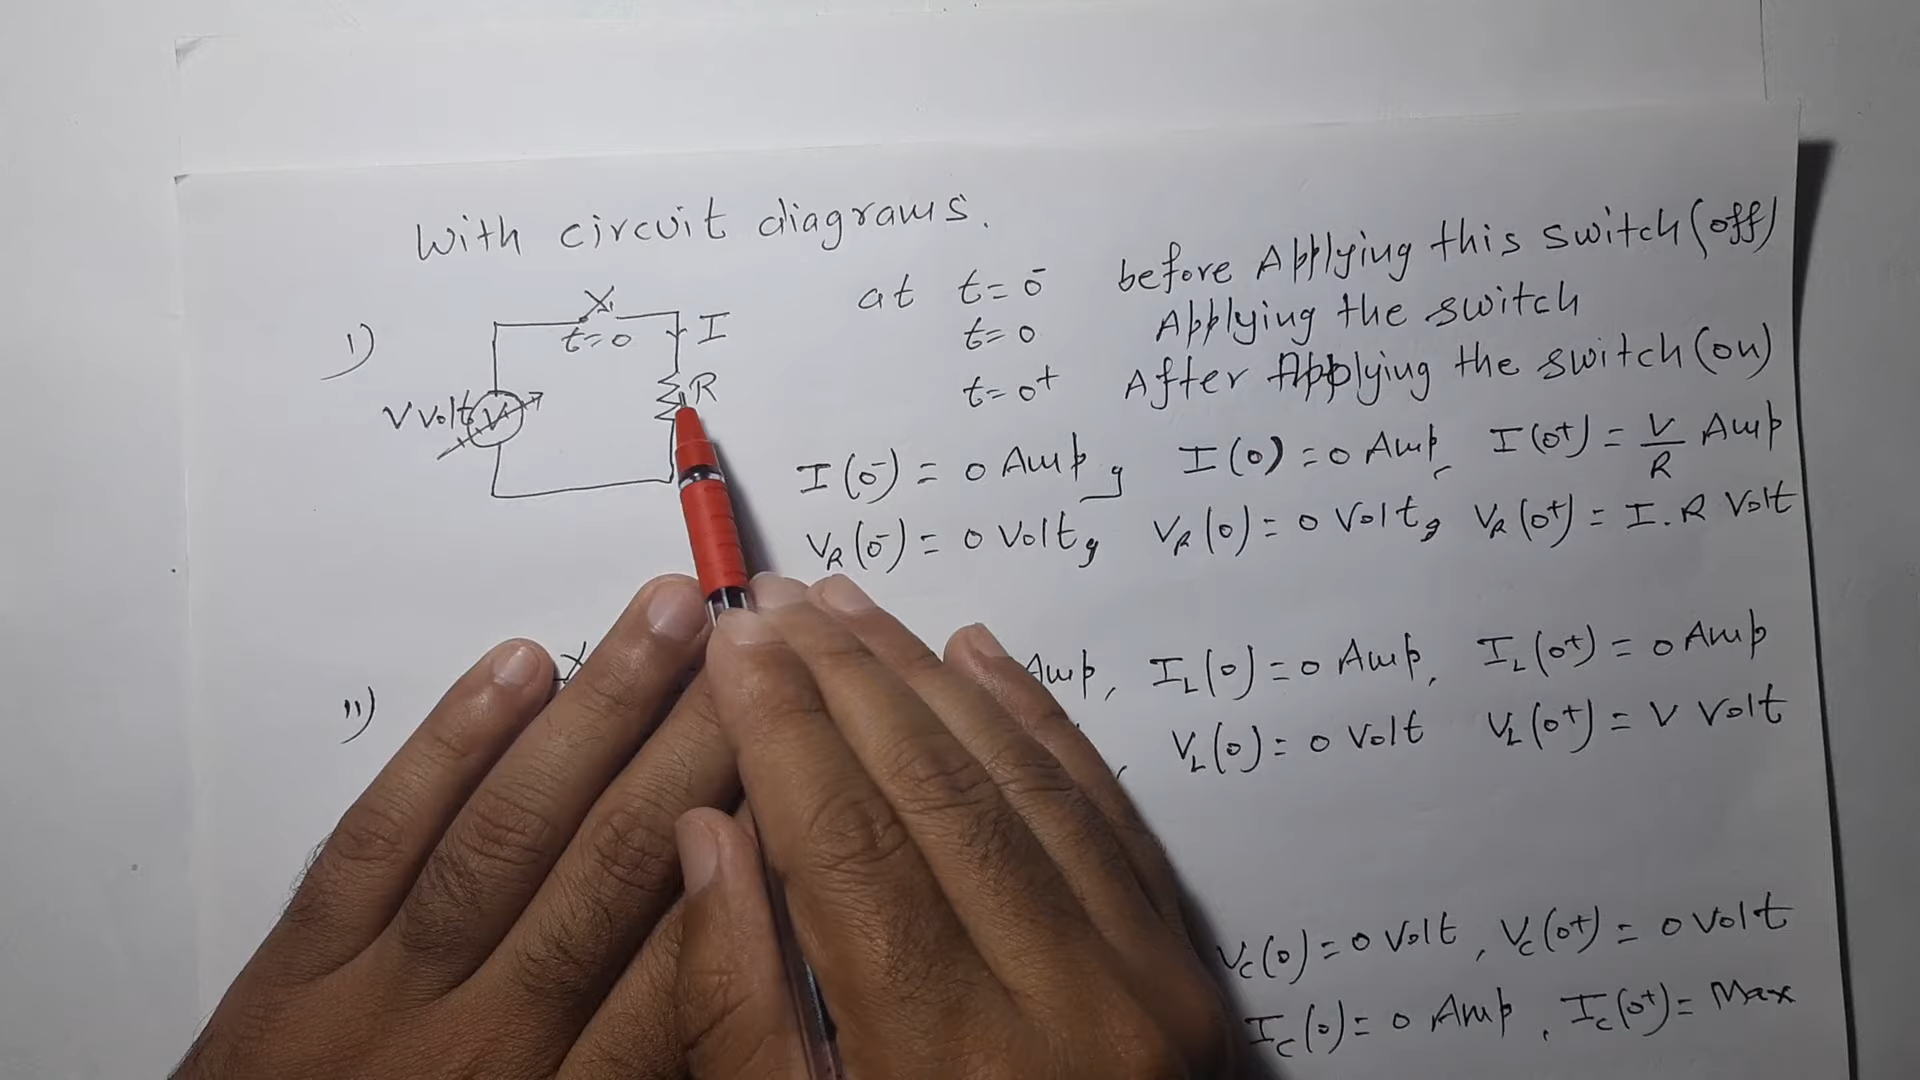 With circuit diagrams.
1)
X
t=0
I
R
V Volt
V
at t=0⁻ before Applying this switch (off)
t=0 Applying the switch
t=0⁺ After Applying the switch (on)
I(0⁻) = 0 Amp, I(0) = 0 Amp, I(0⁺) = V/R Amp
V_R(0⁻) = 0 Volt, V_R(0) = 0 Volt, V_R(0⁺) = I.R Volt
11)
X
Amp, I_L(0) = 0 Amp, I_L(0⁺) = 0 Amp
V_L(0) = 0 Volt V_L(0⁺) = V Volt
V_C(0) = 0 Volt, V_C(0⁺) = 0 Volt
I_C(0) = 0 Amp, I_C(0⁺) = Max